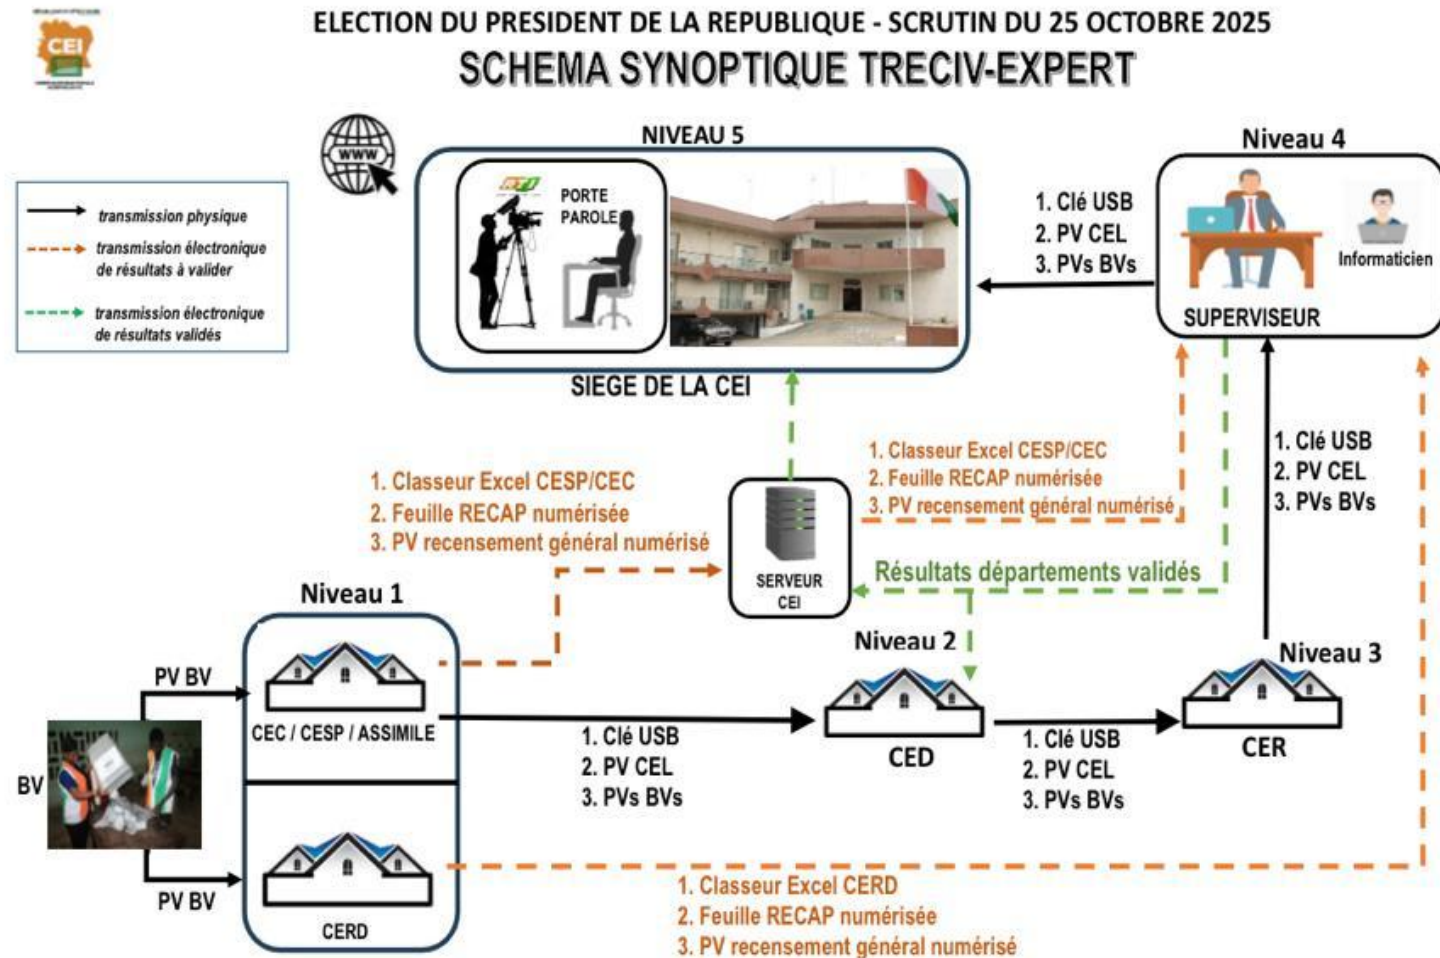 ELECTION DU PRESIDENT DE LA REPUBLIQUE - SCRUTIN DU 25 OCTOBRE 2025
SCHEMA SYNOPTIQUE TRECIV-EXPERT
CEI
transmission physique
transmission électronique
de résultats à valider
transmission électronique
de résultats validés
WWW
NIVEAU 5
PORTE
PAROLE
SIEGE DE LA CEI
1. Clé USB
2. PV CEL
3. PVs BVs
Niveau 4
Informaticien
SUPERVISEUR
1. Classeur Excel CESP/CEC
2. Feuille RECAP numérisée
3. PV recensement général numérisé
SERVEUR
CEI
1. Classeur Excel CESP/CEC
2. Feuille RECAP numérisée
3. PV recensement général numérisé
1. Clé USB
2. PV CEL
3. PVs BVs
Résultats départements validés
Niveau 1
PV BV
CEC / CESP / ASSIMILE
BV
PV BV
CERD
1. Clé USB
2. PV CEL
3. PVs BVs
Niveau 2
CED
1. Clé USB
2. PV CEL
3. PVs BVs
Niveau 3
CER
1. Classeur Excel CERD
2. Feuille RECAP numérisée
3. PV recensement général numérisé